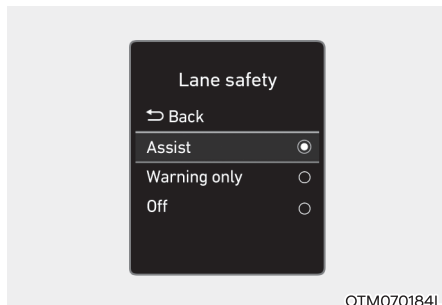 Lane safety
Back
Assist
Warning only
Off
OTM070184L